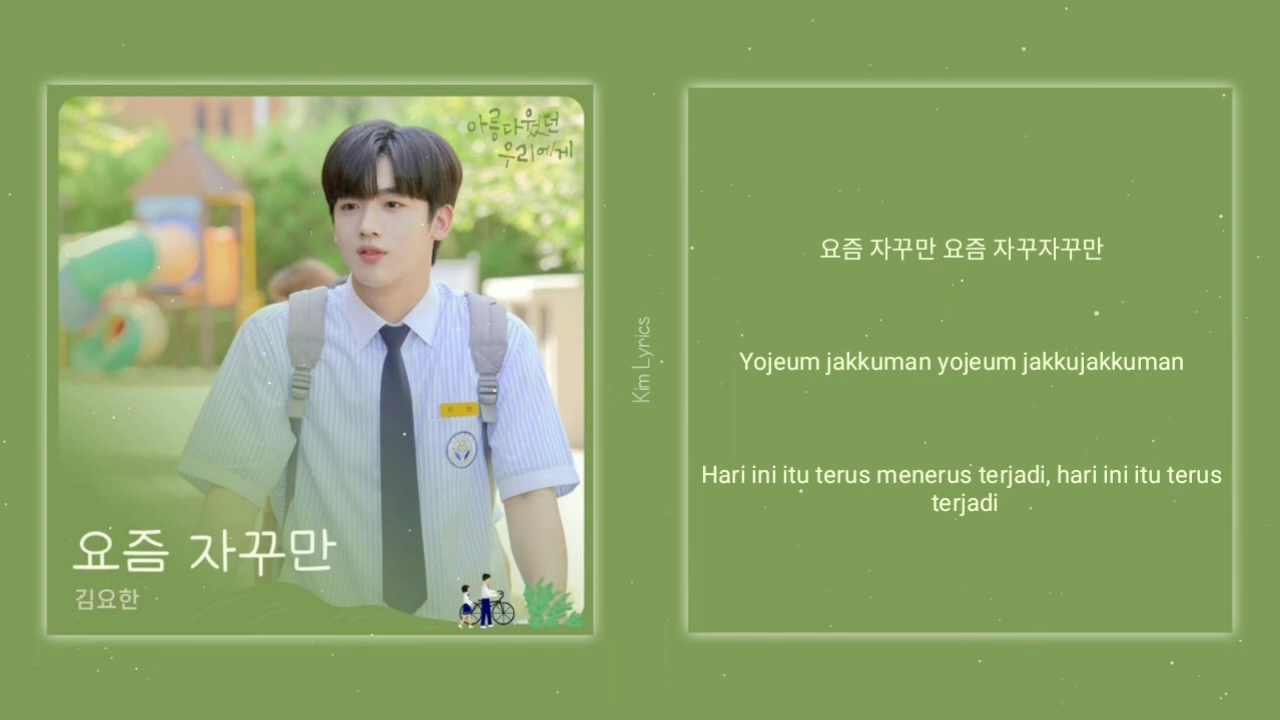 아름다웠던
우리에게
요즘 자꾸만
김요한
Kim Lyrics
요즘 자꾸만 요즘 자꾸자꾸만
Yojeum jakkuman yojeum jakkujakkuman
Hari ini itu terus menerus terjadi, hari ini itu terus
terjadi